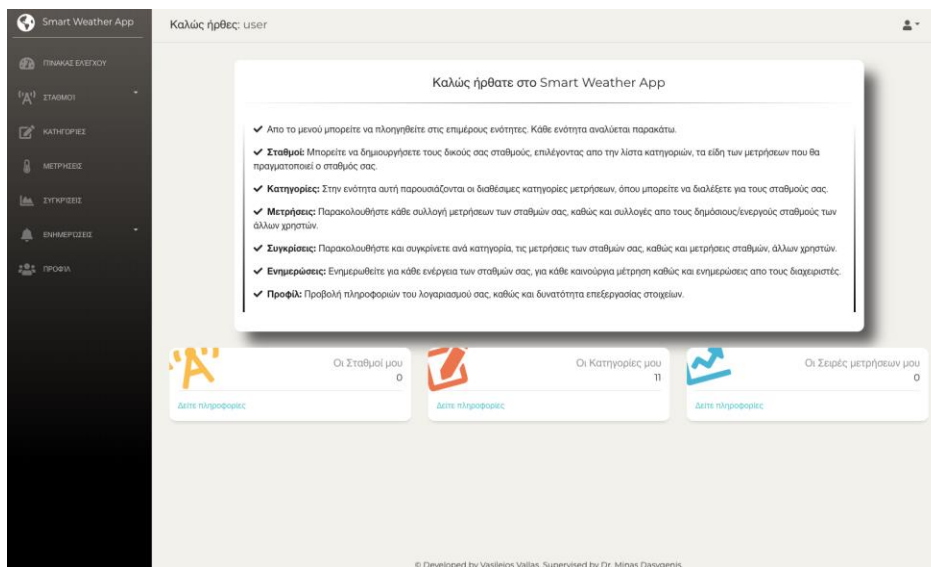 Smart Weather App
Καλώς ήρθες: user
ΠΙΝΑΚΑΣ ΕΛΕΓΧΟΥ
ΣΤΑΘΜΟΙ
ΚΑΤΗΓΟΡΙΕΣ
ΜΕΤΡΗΣΕΙΣ
ΣΥΓΚΡΙΣΕΙΣ
ΕΝΗΜΕΡΏΣΕΙΣ
ΠΡΟΦΙΛ
Καλώς ήρθατε στο Smart Weather App
Απο το μενού μπορείτε να πλοηγηθείτε στις επιμέρους ενότητες. Κάθε ενότητα αναλύεται παρακάτω.
Σταθμοί: Μπορείτε να δημιουργήσετε τους δικούς σας σταθμούς, επιλέγοντας απο την λίστα κατηγοριών, τα είδη των μετρήσεων που θα
πραγματοποιεί ο σταθμός σας.
Κατηγορίες: Στην ενότητα αυτή παρουσιάζονται οι διαθέσιμες κατηγορίες μετρήσεων, όπου μπορείτε να διαλέξετε για τους σταθμούς σας.
Μετρήσεις: Παρακολουθήστε κάθε συλλογή μετρήσεων των σταθμών σας, καθώς και συλλογές απο τους δημόσιους/ενεργούς σταθμούς των
άλλων χρηστών.
Συγκρίσεις: Παρακολουθήστε και συγκρίνετε ανά κατηγορία, τις μετρήσεις των σταθμών σας, καθώς και μετρήσεις σταθμών, άλλων χρηστών.
Ενημερώσεις: Ενημερωθείτε για κάθε ενέργεια των σταθμών σας, για κάθε καινούργια μέτρηση καθώς και ενημερώσεις απο τους διαχειριστές.
Προφίλ: Προβολή πληροφοριών του λογαριασμού σας, καθώς και δυνατότητα επεξεργασίας στοιχείων.
Οι Σταθμοί μου
0
Δείτε πληροφορίες
Οι Κατηγορίες μου
11
Δείτε πληροφορίες
Οι Σειρές μετρήσεων μου
0
Δείτε πληροφορίες
© Developed by Vasileios Vallas, Supervised by Dr. Minas Dasygenis